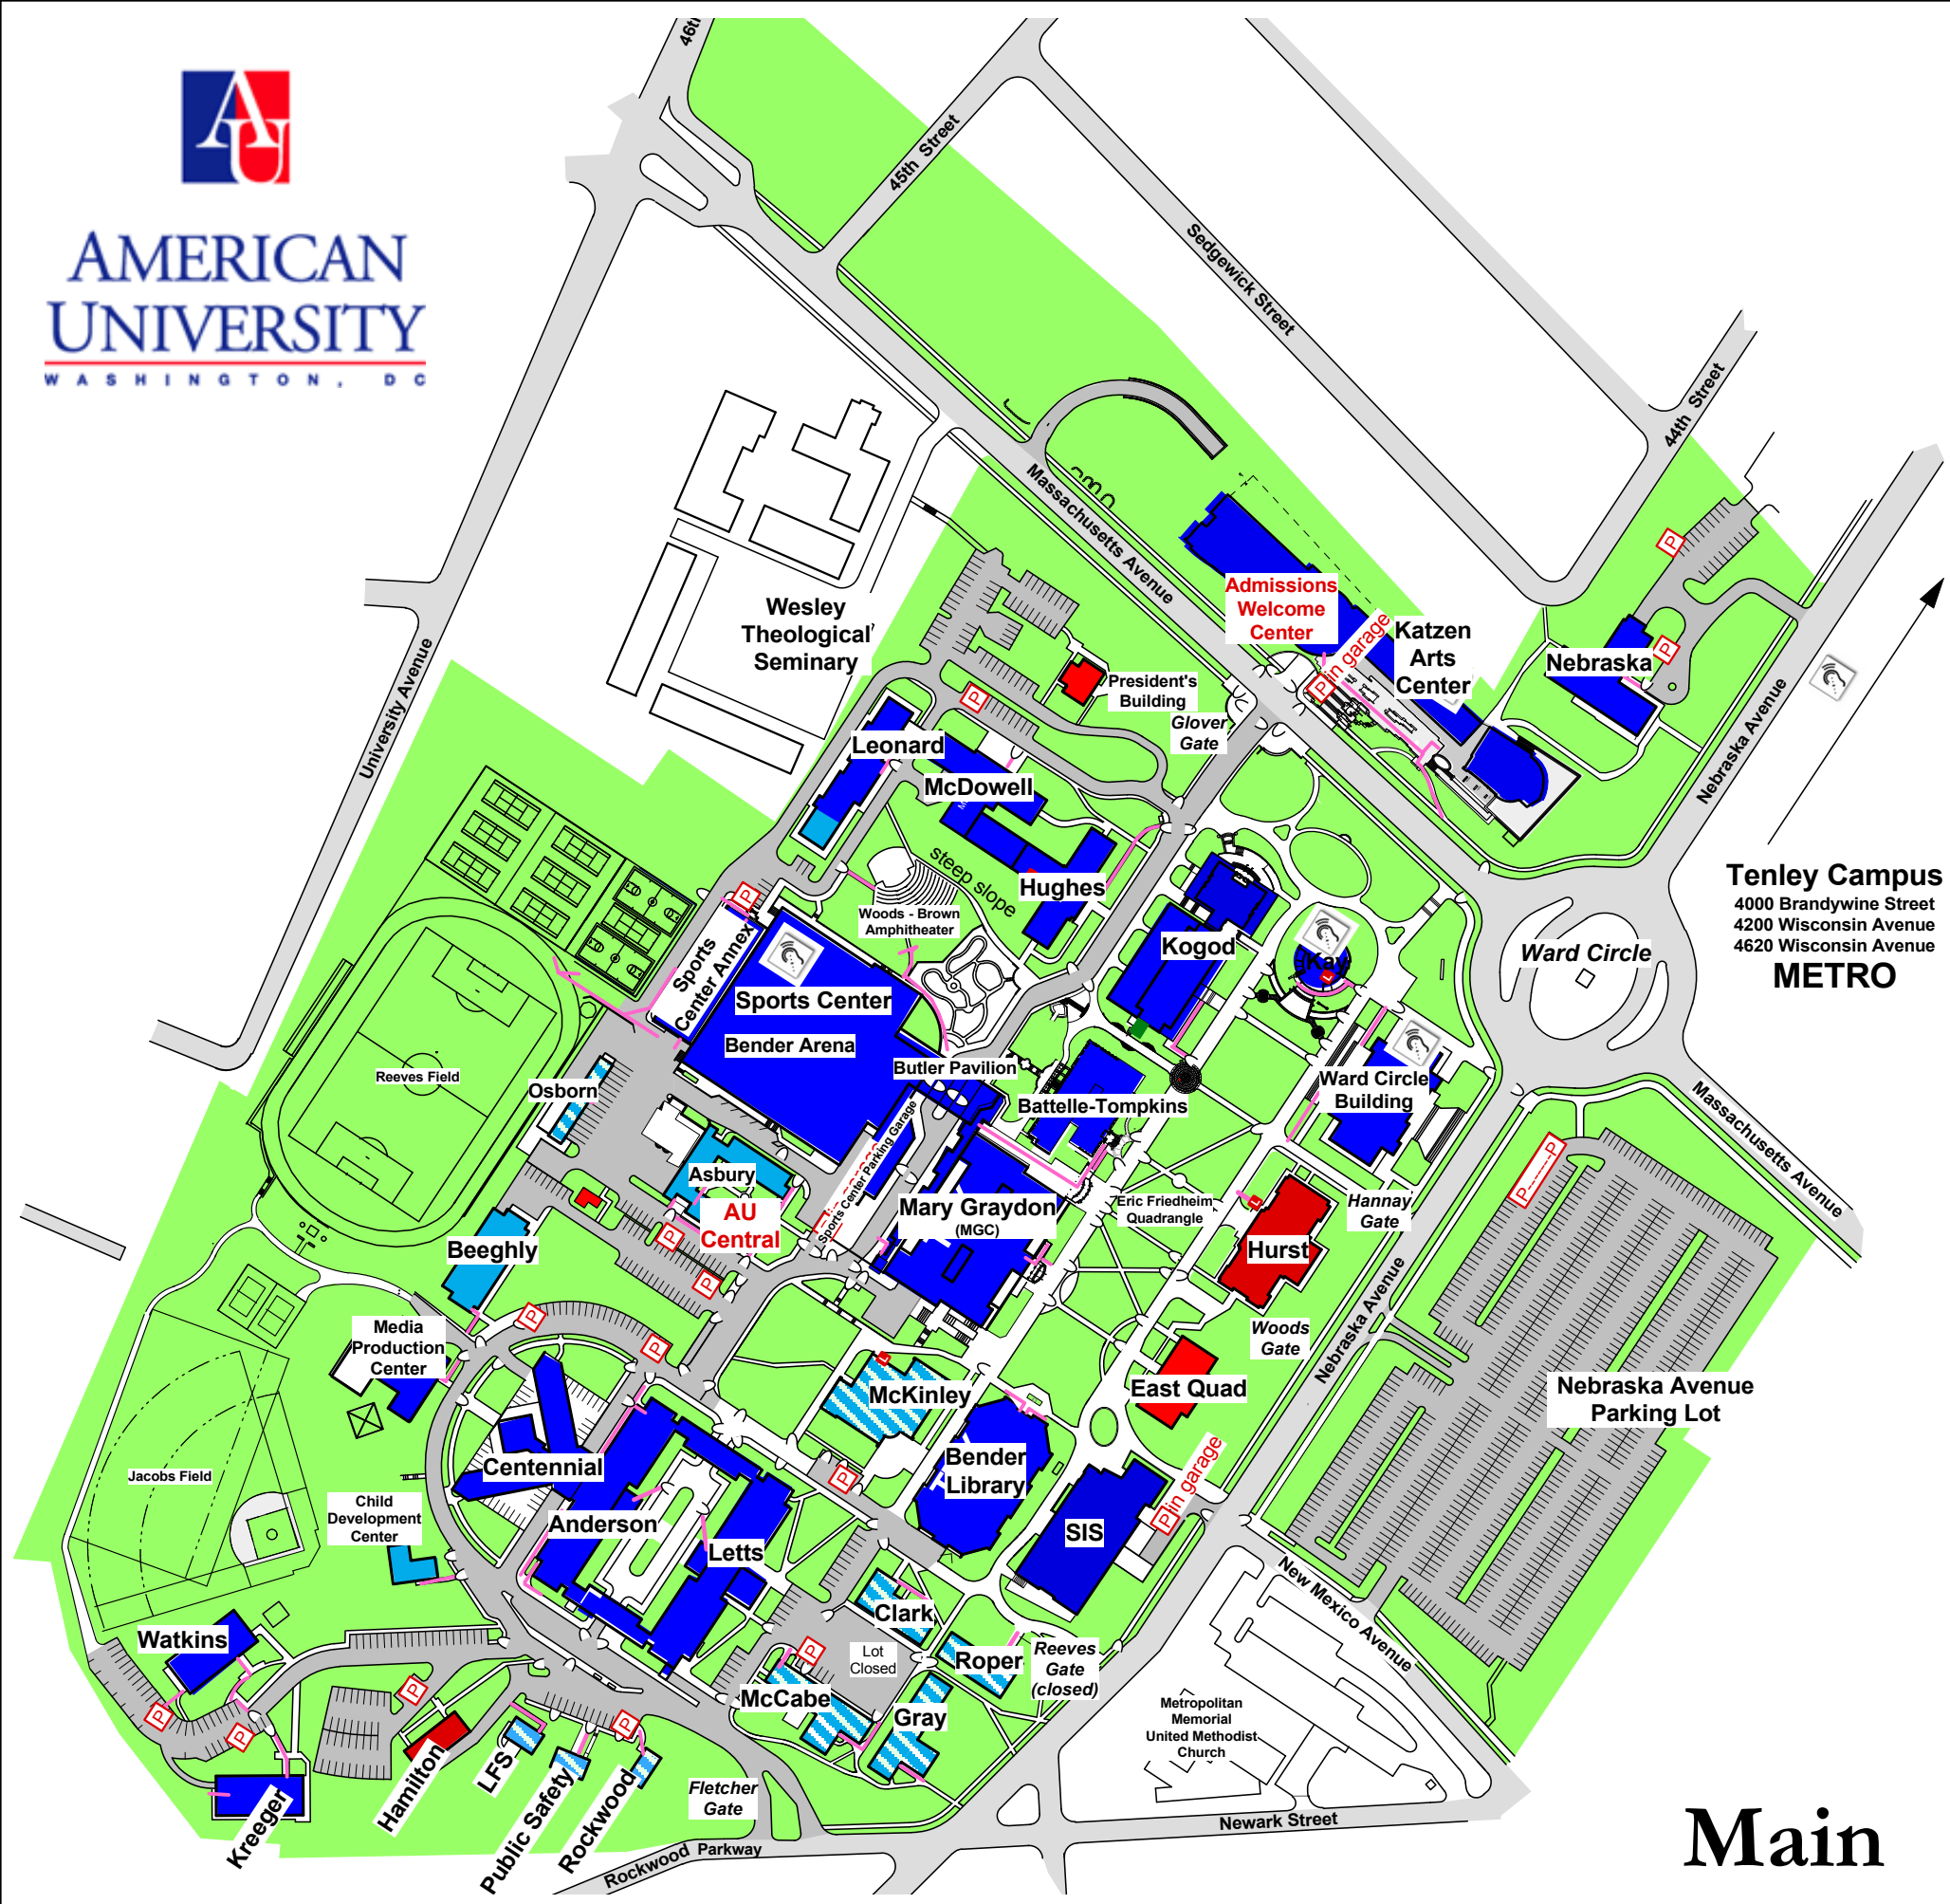 46th
AU
AMERICAN
UNIVERSITY
WASHINGTON, DC
45th Street
Sedgewick Street
44th Street
Massachusetts Avenue
University Avenue
Wesley
Theological
Seminary
Admissions
Welcome
Center
P in garage
Katzen
Arts
Center
P
Nebraska
P
Nebraska Avenue
President's
Building
Glover
Gate
P
Leonard
McDowell
Hughes
steep slope
Woods - Brown
Amphitheater
P
Sports
Center Annex
Sports Center
Bender Arena
Kogod
Kay
L
Ward Circle
Tenley Campus
4000 Brandywine Street
4200 Wisconsin Avenue
4620 Wisconsin Avenue
METRO
Reeves Field
Osborn
Butler Pavilion
Battelle-Tompkins
Ward Circle
Building
Massachusetts Avenue
Sports Center Parking Garage
Asbury
AU
Central
P
P
Beeghly
Mary Graydon
(MGC)
Eric Friedheim
Quadrangle
L
Hurst
Hannay
Gate
P-------P
Nebraska Avenue
Woods
Gate
Media
Production
Center
P
P
L
McKinley
East Quad
Nebraska Avenue
Parking Lot
Jacobs Field
Centennial
Bender
Library
P
P in garage
Child
Development
Center
Anderson
Letts
SIS
New Mexico Avenue
Clark
Watkins
Lot
Closed
Roper
Reeves
Gate
(closed)
P
P
P
P
P
McCabe
Gray
Metropolitan
Memorial
United Methodist
Church
Kreeger
Hamilton
LFS
Public Safety
Rockwood
Fletcher
Gate
Newark Street
Rockwood Parkway
Main